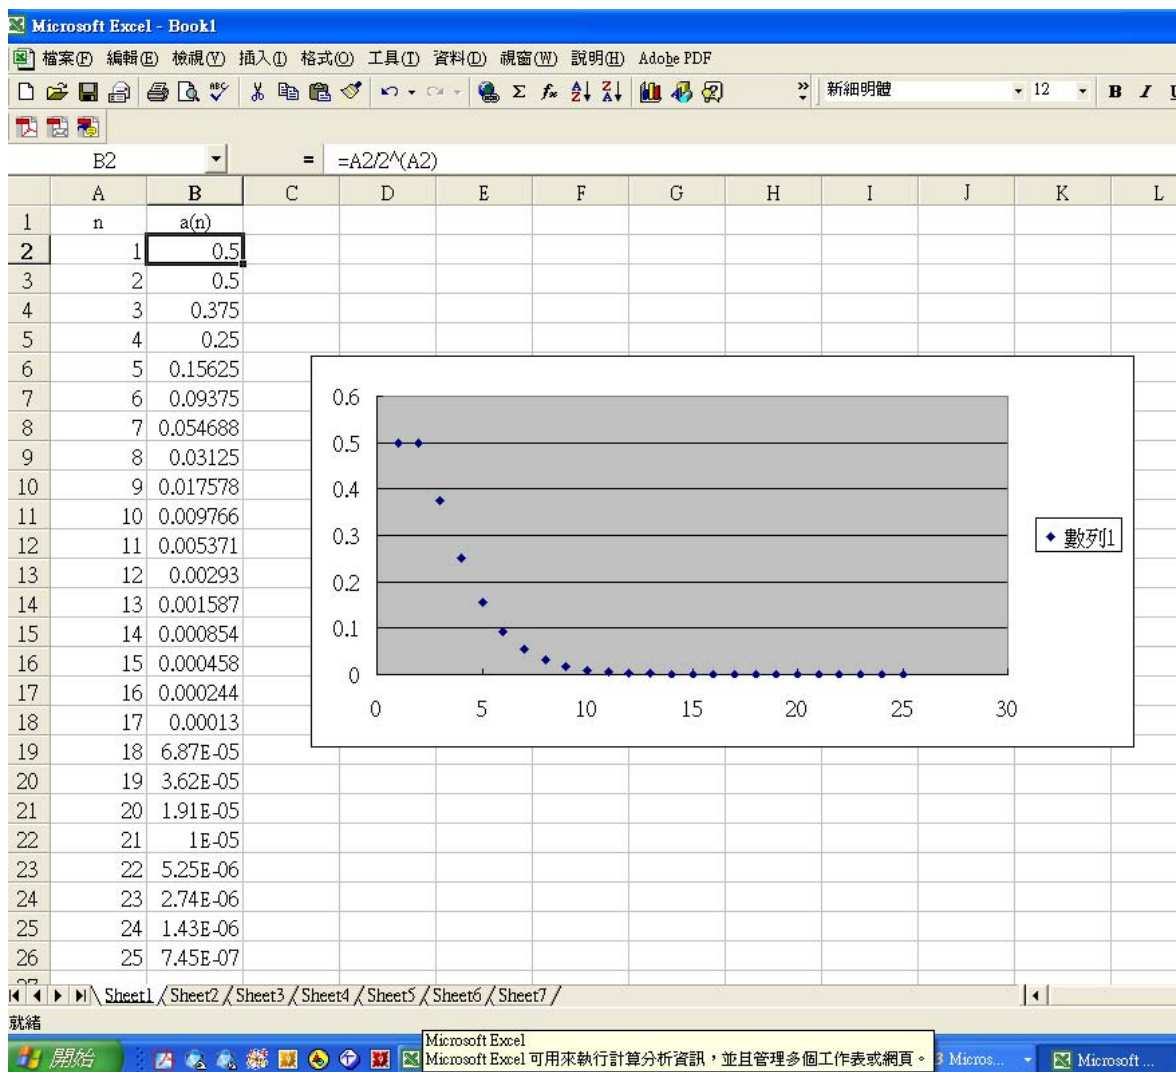 Microsoft Excel - Book1
檔案(F) 編輯(E) 檢視(V) 插入(I) 格式(O) 工具(T) 資料(D) 視窗(W) 說明(H) Adobe PDF
新細明體 12 B I U
B2 = =A2/2^(A2)
A B C D E F G H I J K L
1 n a(n)
2 1 0.5
3 2 0.5
4 3 0.375
5 4 0.25
6 5 0.15625
7 6 0.09375
8 7 0.054688
9 8 0.03125
10 9 0.017578
11 10 0.009766
12 11 0.005371
13 12 0.00293
14 13 0.001587
15 14 0.000854
16 15 0.000458
17 16 0.000244
18 17 0.00013
19 18 6.87E-05
20 19 3.62E-05
21 20 1.91E-05
22 21 1E-05
23 22 5.25E-06
24 23 2.74E-06
25 24 1.43E-06
26 25 7.45E-07
0.6
0.5
0.4
0.3
0.2
0.1
0
0 5 10 15 20 25 30
數列1
Sheet1 / Sheet2 / Sheet3 / Sheet4 / Sheet5 / Sheet6 / Sheet7 /
就緒
Microsoft Excel
Microsoft Excel 可用來執行計算分析資訊，並且管理多個工作表或網頁。
開始 3 Micros... Microsoft ...